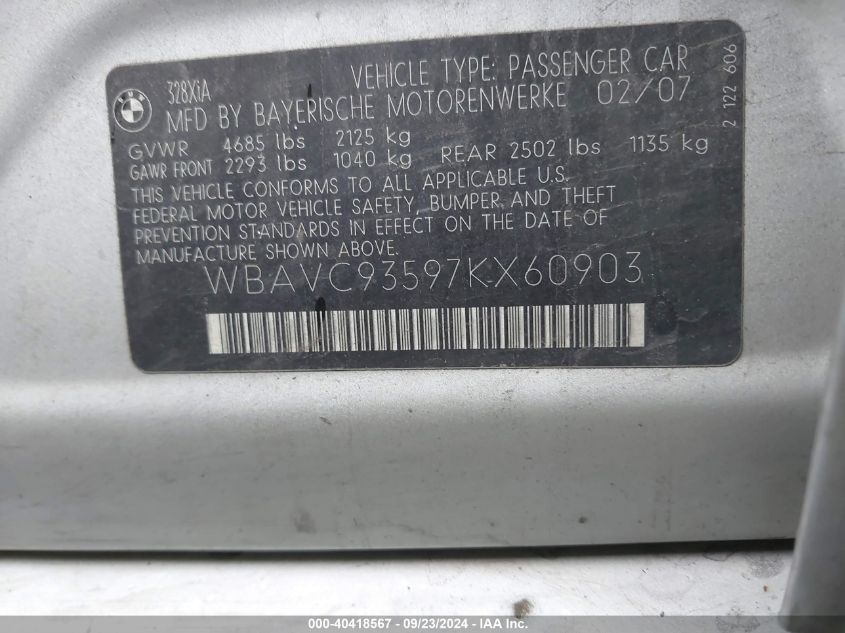 BMW
328XiA
VEHICLE TYPE: PASSENGER CAR
MFD BY BAYERISCHE MOTORENWERKE 02/07
GVWR 4685 lbs 2125 kg
GAWR FRONT 2293 lbs 1040 kg REAR 2502 lbs 1135 kg
THIS VEHICLE CONFORMS TO ALL APPLICABLE U.S.
FEDERAL MOTOR VEHICLE SAFETY, BUMPER, AND THEFT
PREVENTION STANDARDS IN EFFECT ON THE DATE OF
MANUFACTURE SHOWN ABOVE.
WBAVC93597KX60903
2 122 606
000-40418567 - 09/23/2024 - IAA Inc.